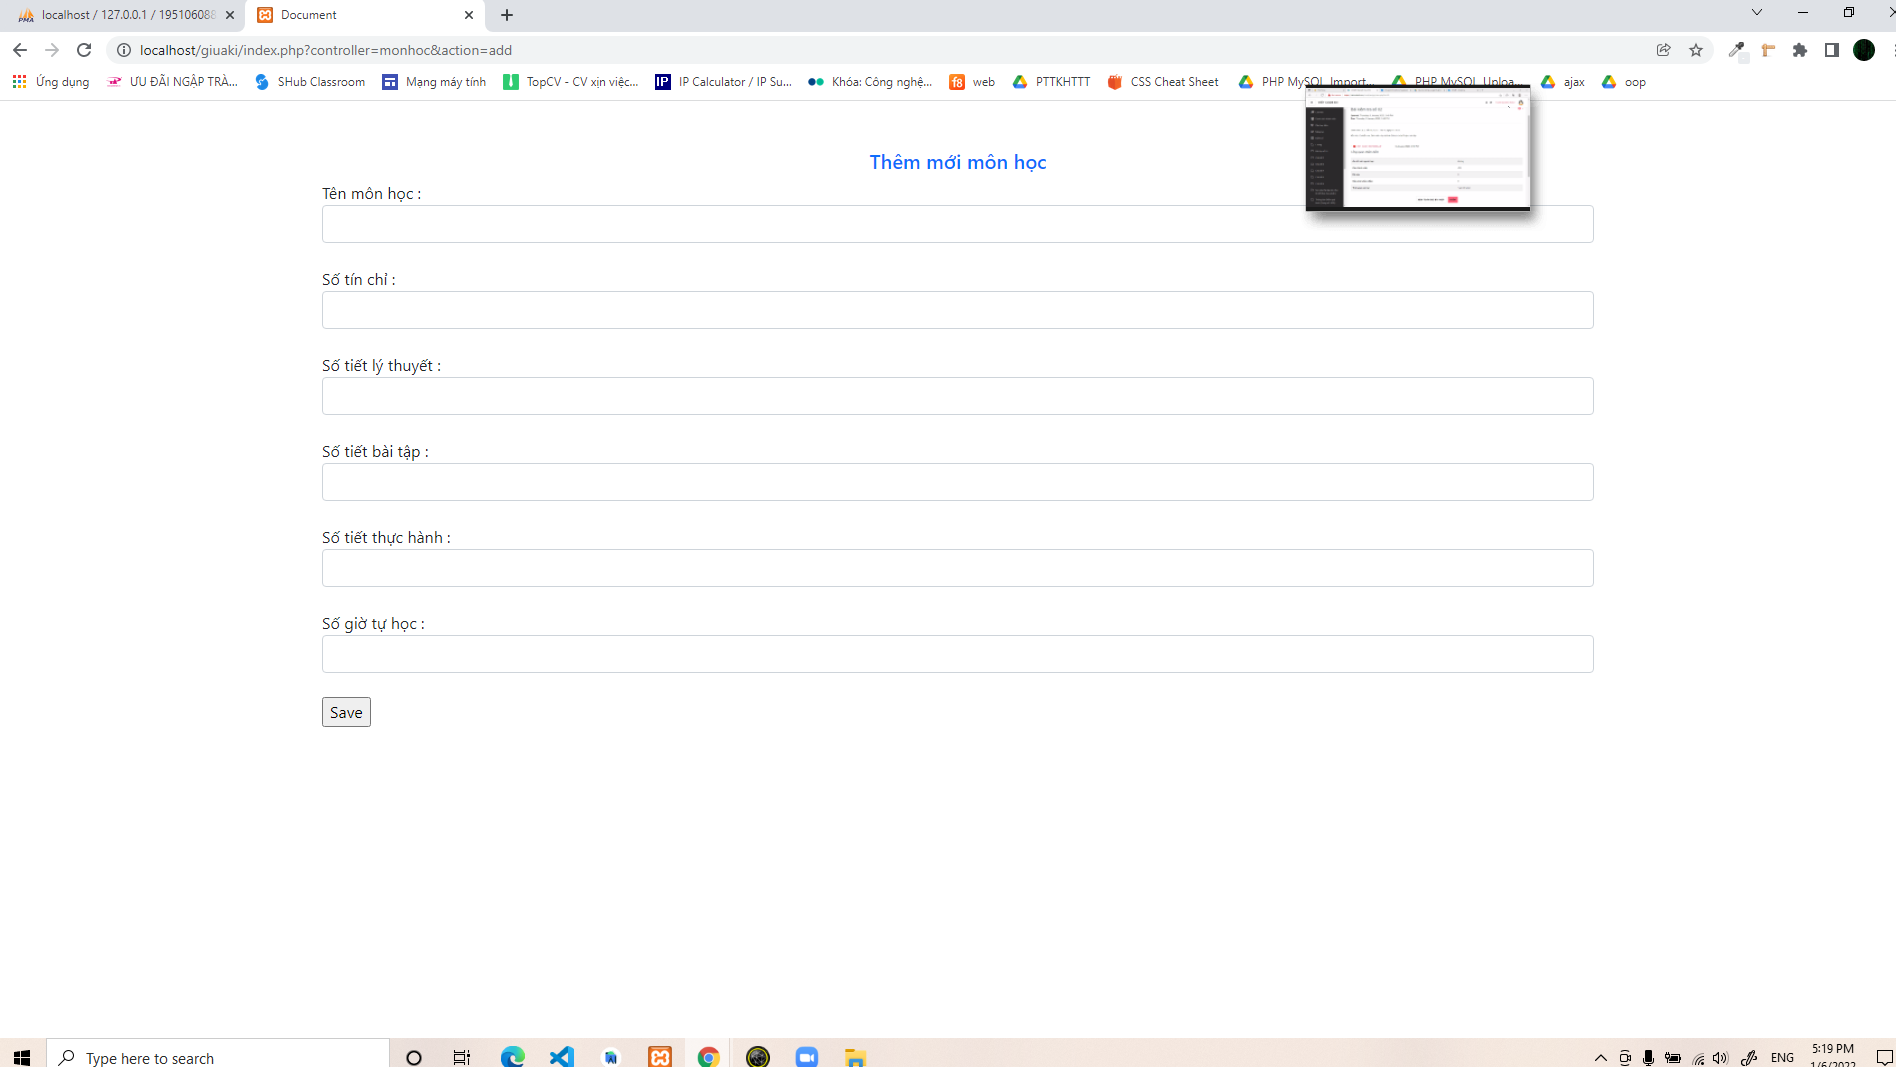 localhost / 127.0.0.1 / 195106088
Document
localhost/giuaki/index.php?controller=monhoc&action=add
Ứng dụng
ƯU ĐÃI NGẬP TRÀ...
SHub Classroom
Mạng máy tính
TopCV - CV xịn việc...
IP Calculator / IP Su...
Khóa: Công nghệ...
web
PTTKHTTT
CSS Cheat Sheet
PHP MySQL Import...
PHP MySQL Uploa...
ajax
oop
Thêm mới môn học
Tên môn học :
Số tín chỉ :
Số tiết lý thuyết :
Số tiết bài tập :
Số tiết thực hành :
Số giờ tự học :
Save
Type here to search
ENG
5:19 PM
1/6/2022